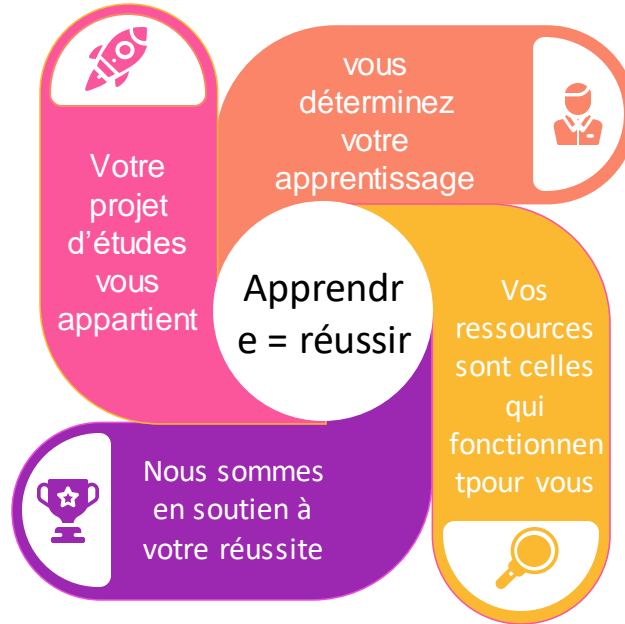 Votre
projet
d'études
vous
appartient
vous
déterminez
votre
apprentissage
Apprendr
e = réussir
Vos
ressources
sont celles
qui
fonctionnen
tpour vous
Nous sommes
en soutien à
votre réussite